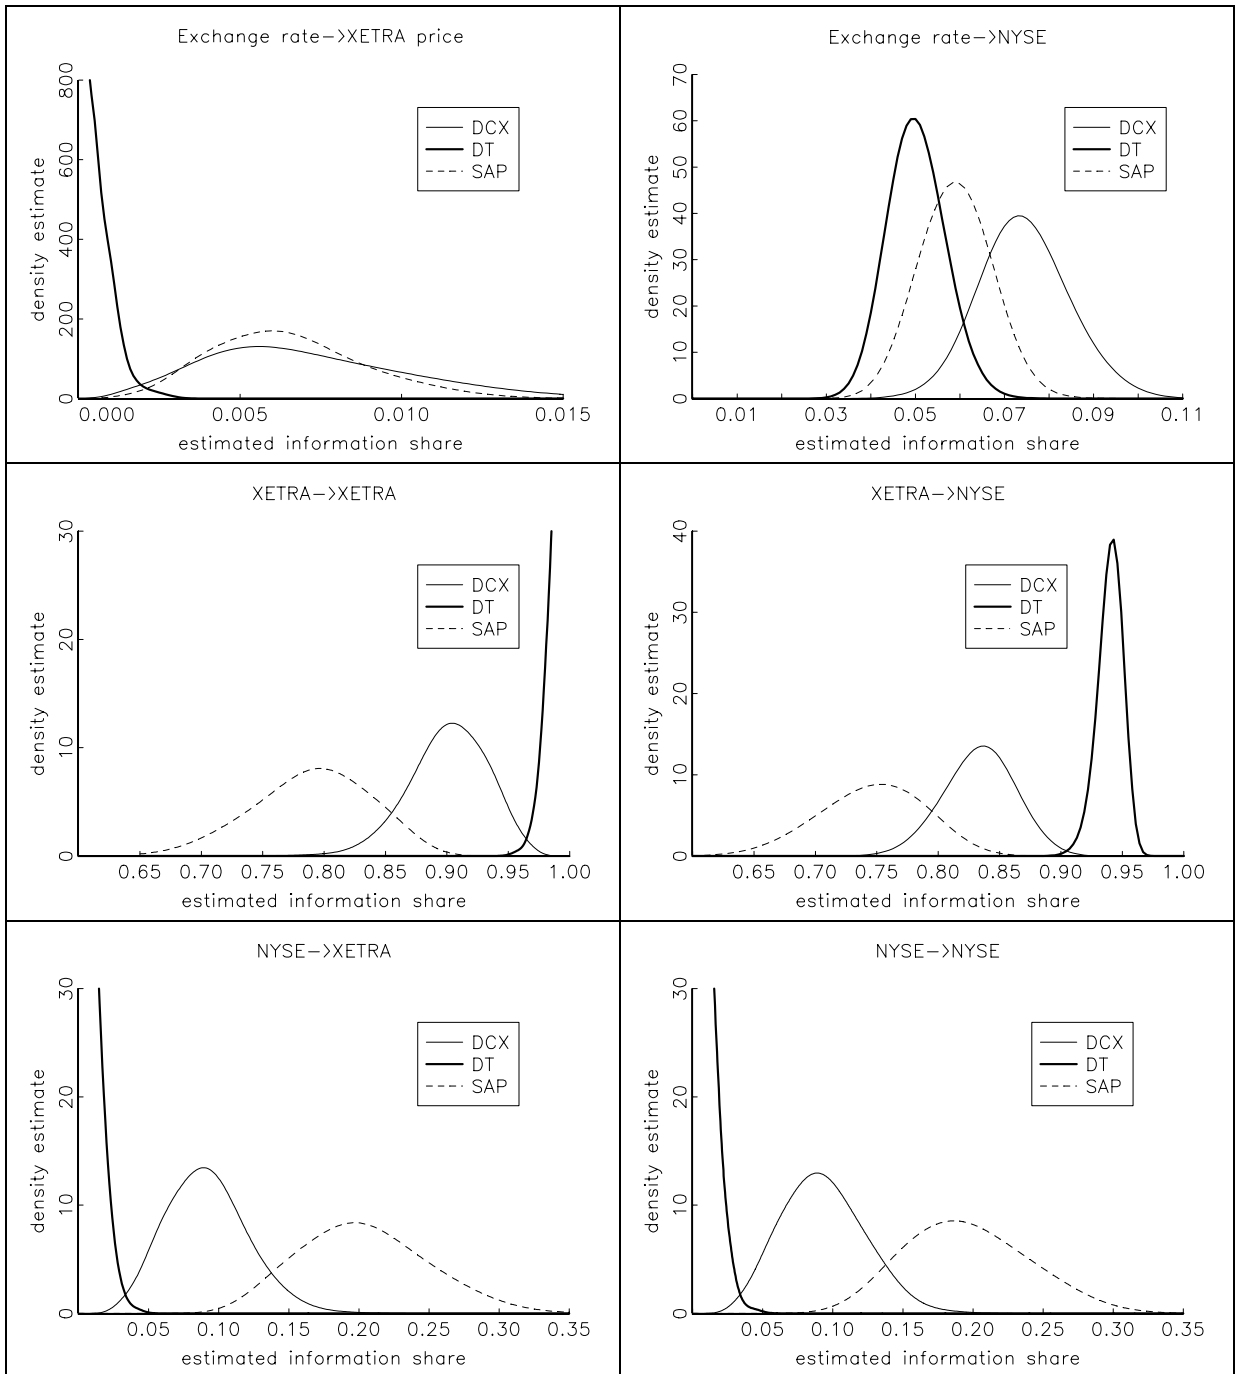 Exchange rate–>XETRA price
800
600
400
200
0
density estimate
DCX
DT
SAP
0.000 0.005 0.010 0.015
estimated information share
Exchange rate–>NYSE
70
60
50
40
30
20
10
0
density estimate
DCX
DT
SAP
0.01 0.03 0.05 0.07 0.09 0.11
estimated information share
XETRA–>XETRA
30
20
10
0
density estimate
DCX
DT
SAP
0.65 0.70 0.75 0.80 0.85 0.90 0.95 1.00
estimated information share
XETRA–>NYSE
40
30
20
10
0
density estimate
DCX
DT
SAP
0.65 0.70 0.75 0.80 0.85 0.90 0.95 1.00
estimated information share
NYSE–>XETRA
30
20
10
0
density estimate
DCX
DT
SAP
0.05 0.10 0.15 0.20 0.25 0.30 0.35
estimated information share
NYSE–>NYSE
30
20
10
0
density estimate
DCX
DT
SAP
0.05 0.10 0.15 0.20 0.25 0.30 0.35
estimated information share